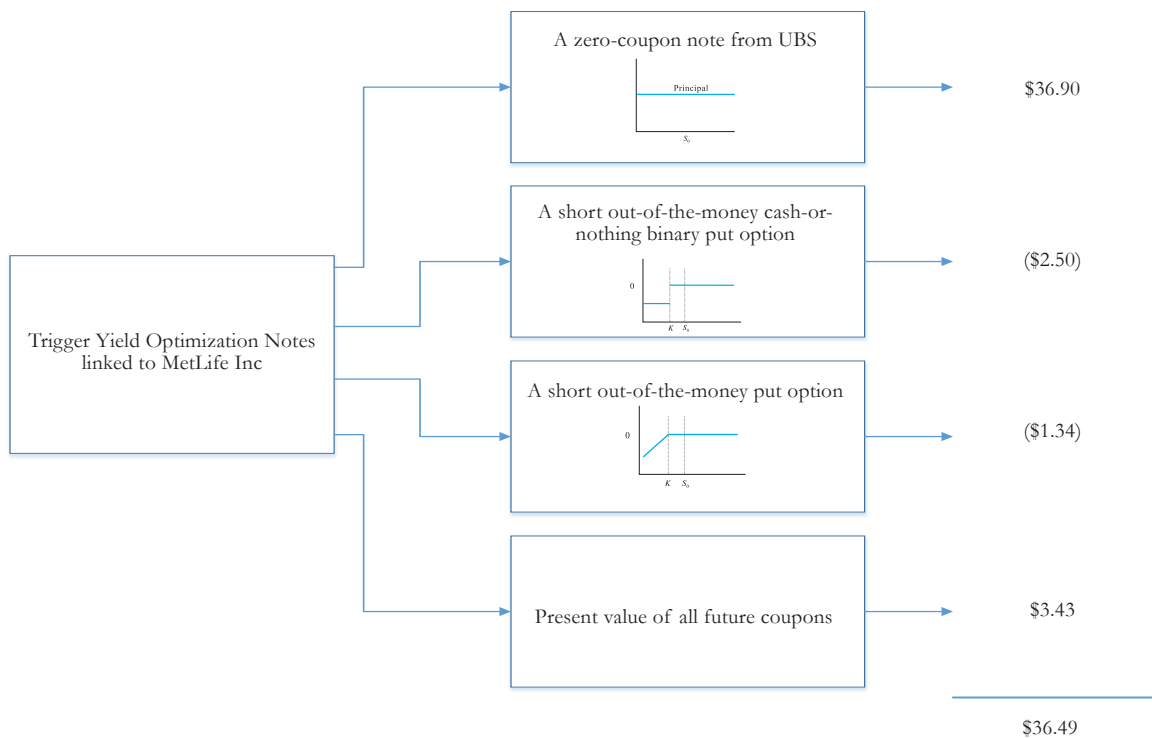 A zero-coupon note from UBS
Principal
S₀
$36.90
A short out-of-the-money cash-or-
nothing binary put option
0
K
S₀
($2.50)
Trigger Yield Optimization Notes
linked to MetLife Inc
A short out-of-the-money put option
0
K
S₀
($1.34)
Present value of all future coupons
$3.43
$36.49